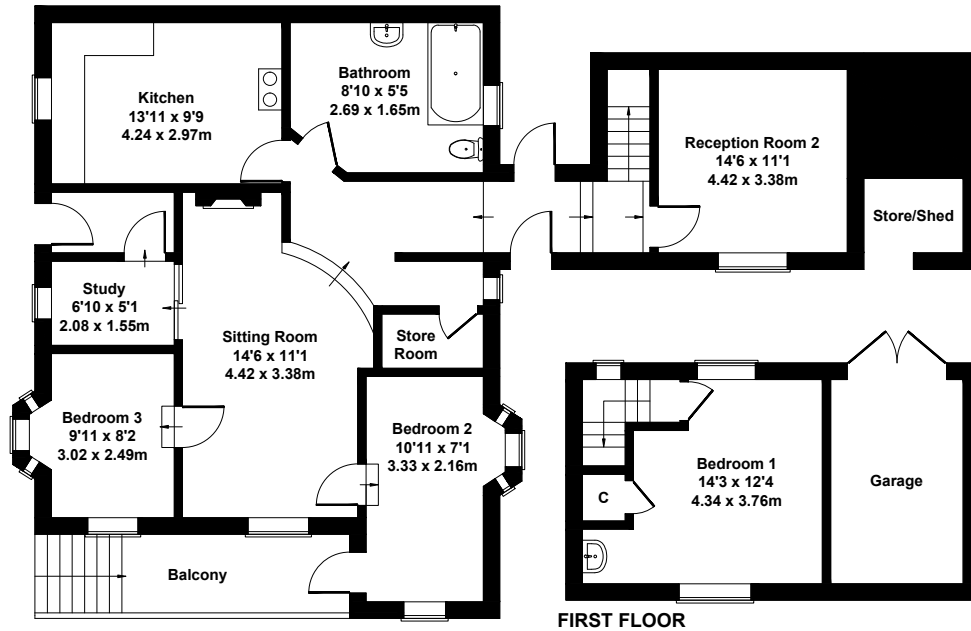 Kitchen
13'11 x 9'9
4.24 x 2.97m
Bathroom
8'10 x 5'5
2.69 x 1.65m
Reception Room 2
14'6 x 11'1
4.42 x 3.38m
Store/Shed
Study
6'10 x 5'1
2.08 x 1.55m
Sitting Room
14'6 x 11'1
4.42 x 3.38m
Store
Room
Bedroom 3
9'11 x 8'2
3.02 x 2.49m
Bedroom 2
10'11 x 7'1
3.33 x 2.16m
Balcony
Bedroom 1
14'3 x 12'4
4.34 x 3.76m
C
Garage
FIRST FLOOR